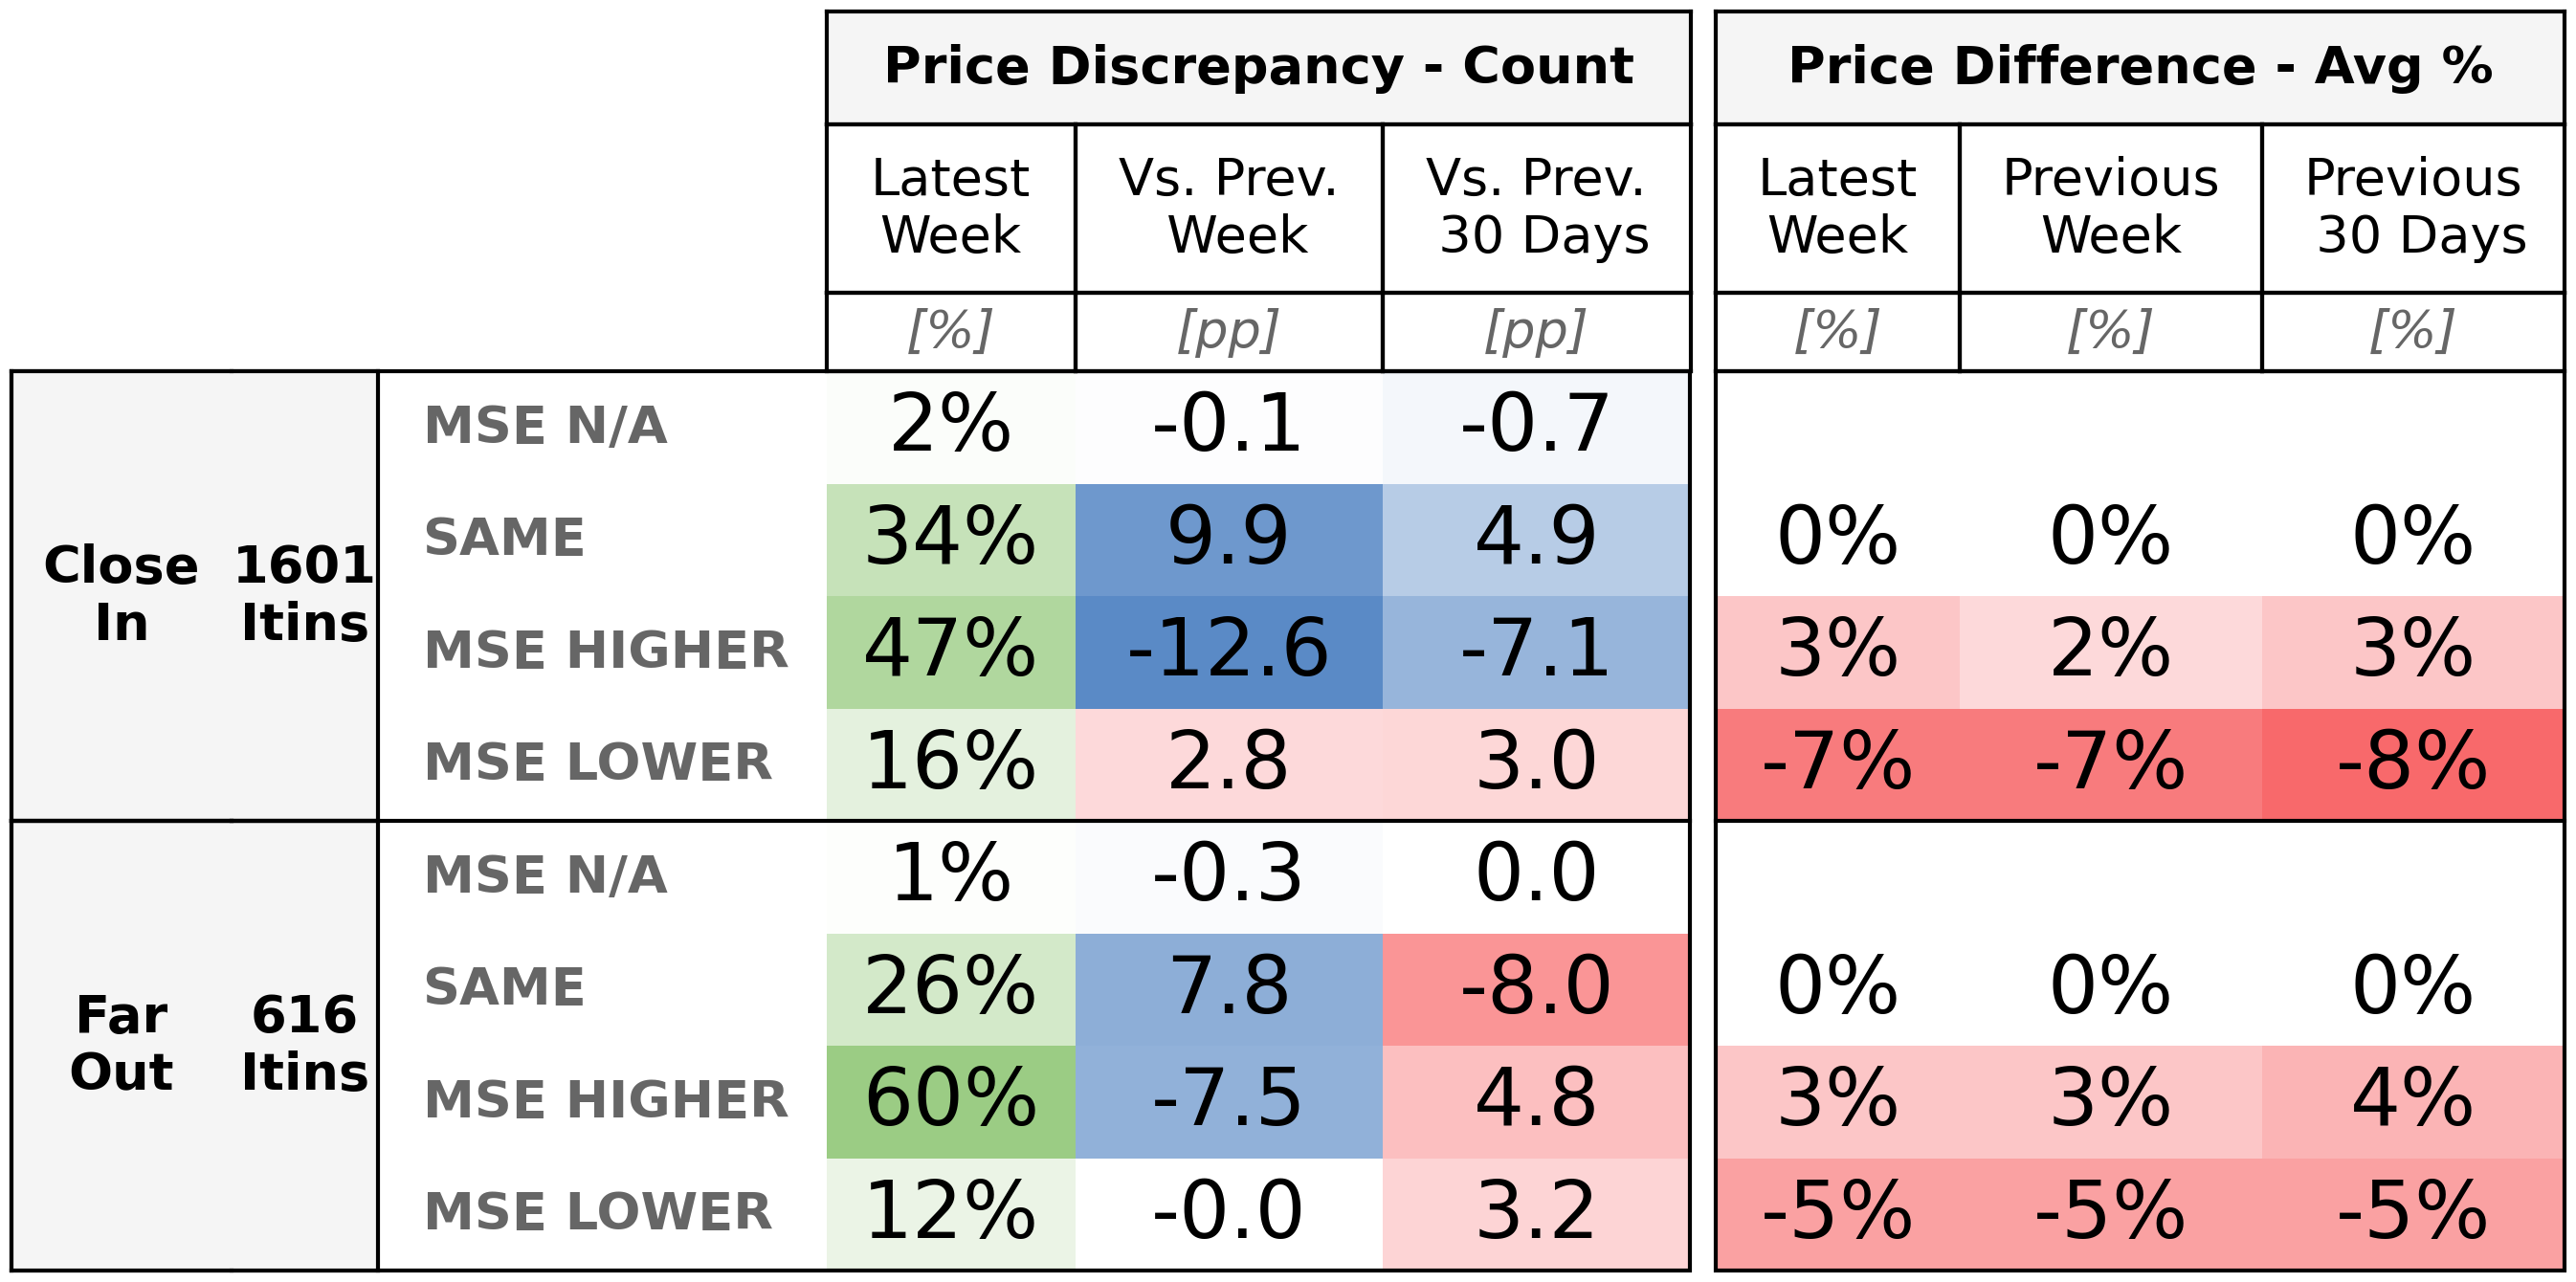 Price Discrepancy - Count Price Difference - Avg %
Latest Week Vs. Prev. Week Vs. Prev. 30 Days Latest Week Previous Week Previous 30 Days
[%] [pp] [pp] [%] [%] [%]
Close In 1601 Itins
MSE N/A 2% -0.1 -0.7
SAME 34% 9.9 4.9 0% 0% 0%
MSE HIGHER 47% -12.6 -7.1 3% 2% 3%
MSE LOWER 16% 2.8 3.0 -7% -7% -8%
Far Out 616 Itins
MSE N/A 1% -0.3 0.0
SAME 26% 7.8 -8.0 0% 0% 0%
MSE HIGHER 60% -7.5 4.8 3% 3% 4%
MSE LOWER 12% -0.0 3.2 -5% -5% -5%